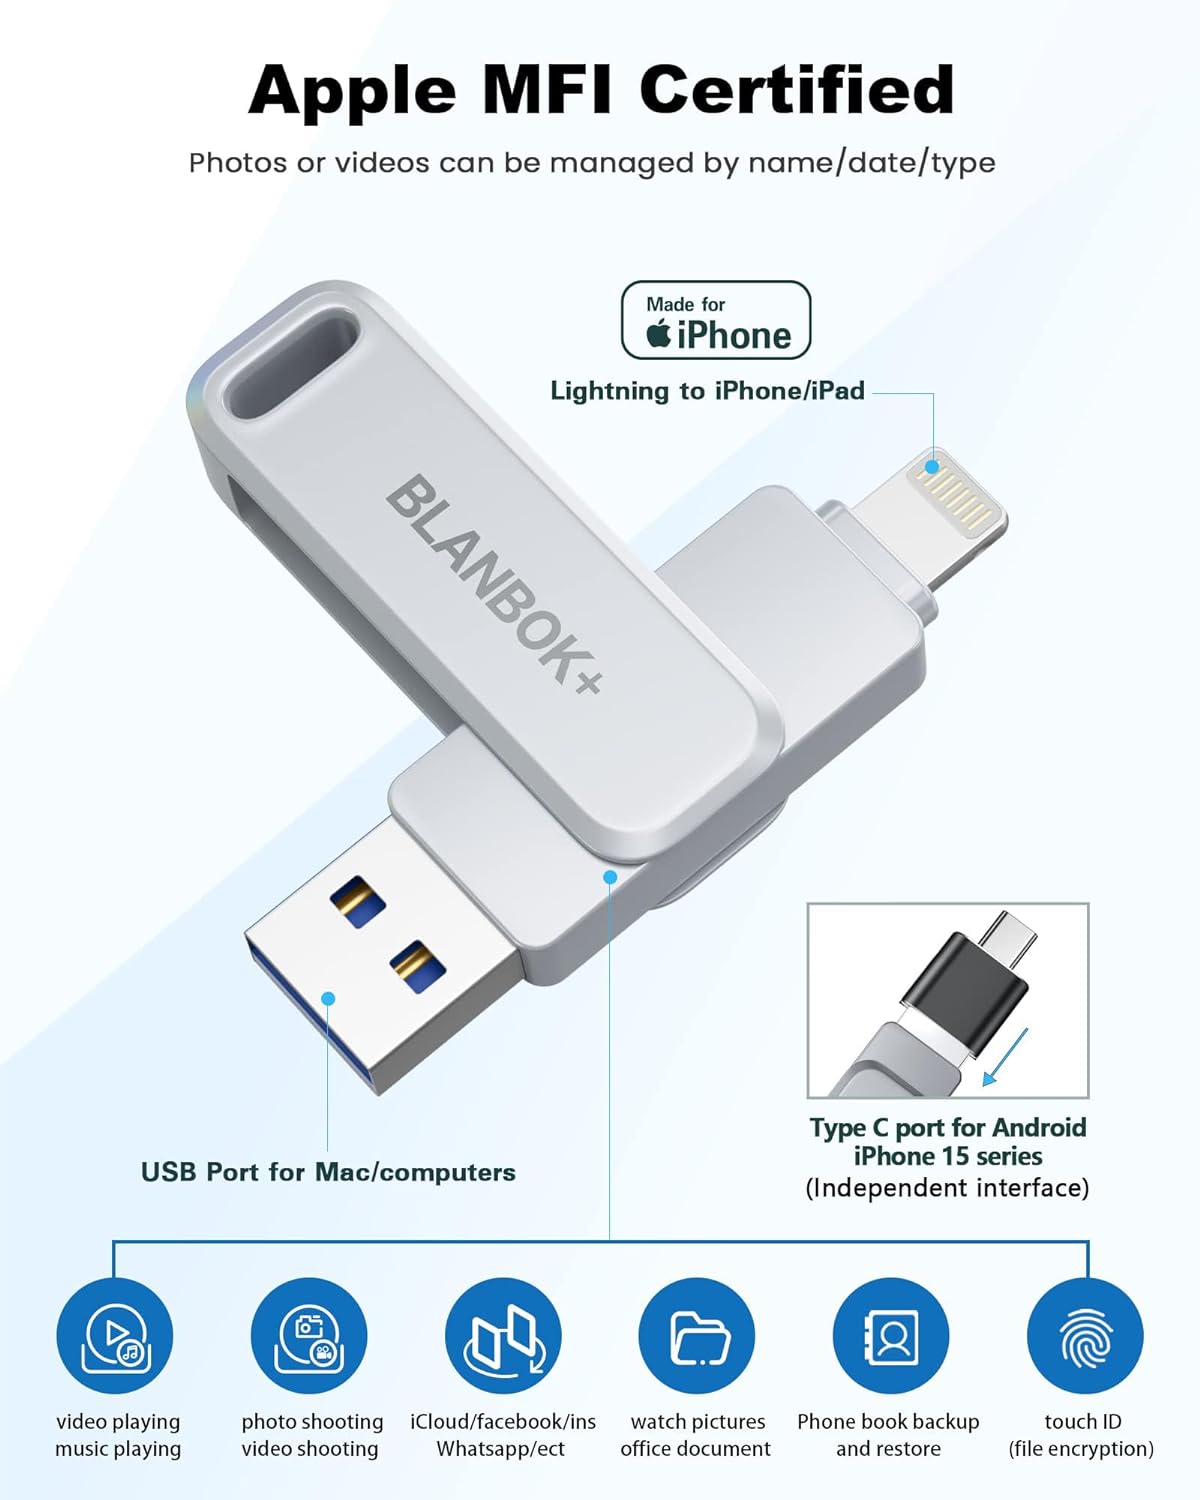 Apple MFI Certified
Photos or videos can be managed by name/date/type
Made for
iPhone
Lightning to iPhone/iPad
BLANBOK+
USB Port for Mac/computers
Type C port for Android
iPhone 15 series
(Independent interface)
video playing
music playing
photo shooting
video shooting
iCloud/facebook/ins
Whatsapp/ect
watch pictures
office document
Phone book backup
and restore
touch ID
(file encryption)